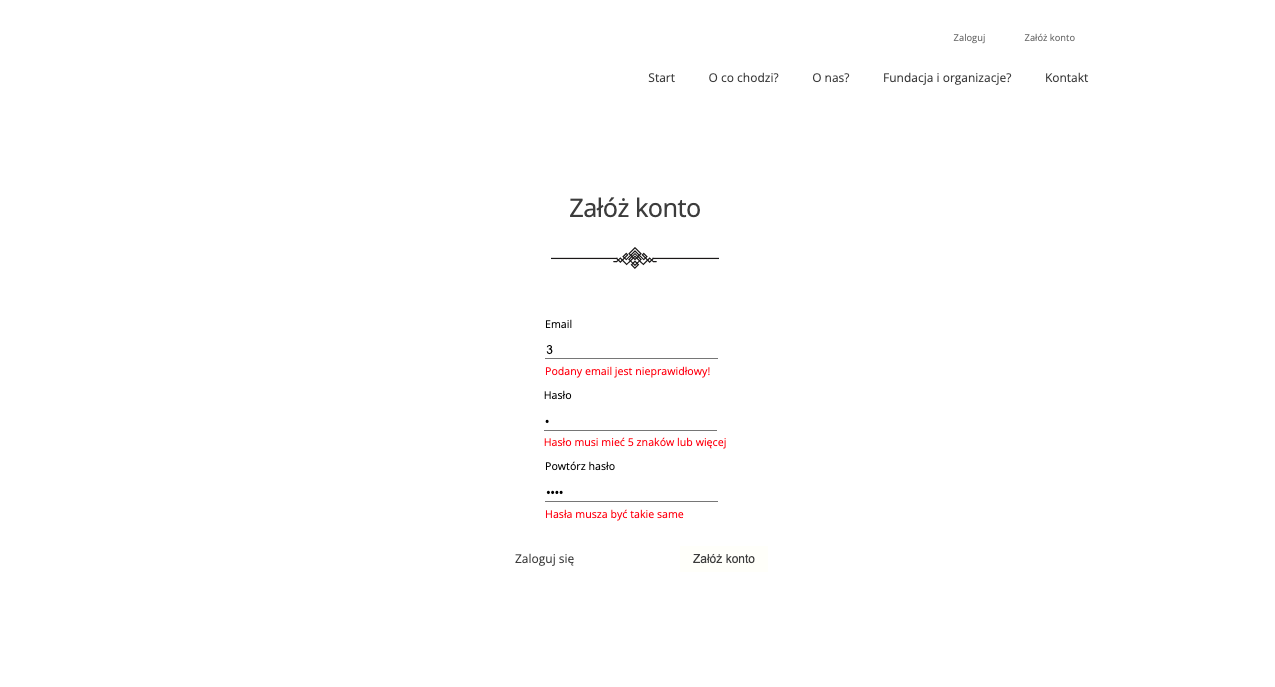 Zaloguj Załóż konto
Start O co chodzi? O nas? Fundacja i organizacje? Kontakt
Załóż konto
Email
3
Podany email jest nieprawidłowy!
Hasło
•
Hasło musi mieć 5 znaków lub więcej
Powtórz hasło
••••
Hasła musza być takie same
Zaloguj się Załóż konto